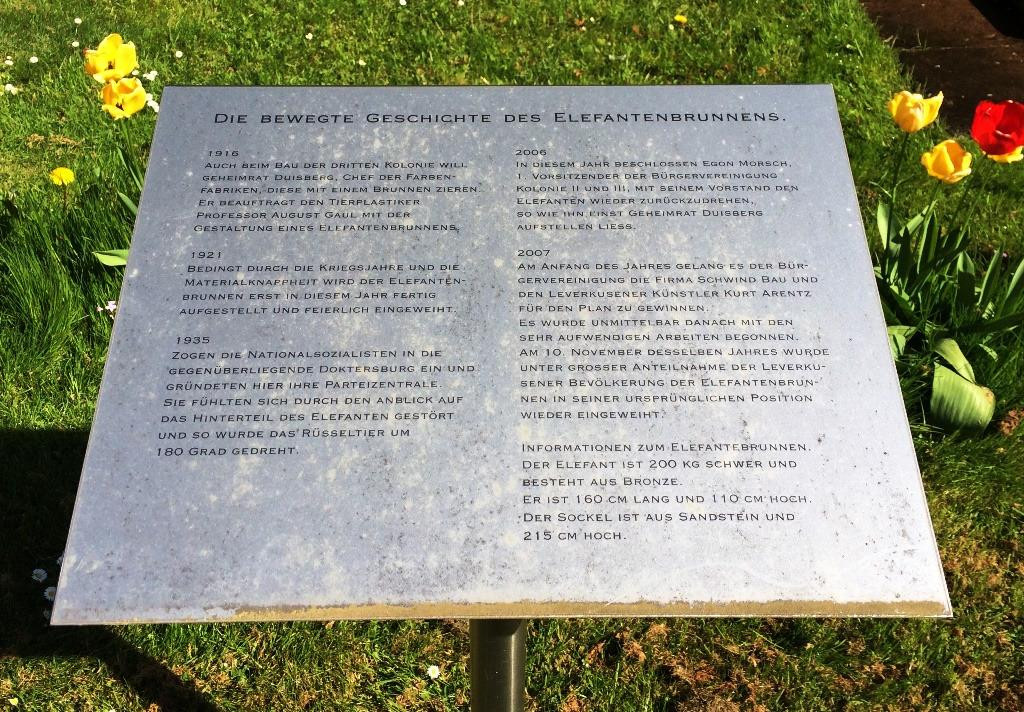 Die bewegte Geschichte des Elefantenbrunnens.
1916
Auch beim Bau der dritten Kolonie will
Geheimrat Duisberg, Chef der Farben-
fabriken, diese mit einem Brunnen zieren.
Er beauftragt den Tierplastiker
Professor August Gaul mit der
Gestaltung eines Elefantenbrunnens.
1921
Bedingt durch die Kriegsjahre und die
Materialknappheit wird der Elefanten-
brunnen erst in diesem Jahr fertig
aufgestellt und feierlich eingeweiht.
1935
Zogen die Nationalsozialisten in die
gegenüberliegende Doktersburg ein und
gründeten hier ihre Parteizentrale.
Sie fühlten sich durch den Anblick auf
das Hinterteil des Elefanten gestört
und so wurde das Rüsseltier um
180 Grad gedreht.
2006
In diesem Jahr beschlossen Egon Morsch,
1. Vorsitzender der Bürgervereinigung
Kolonie II und III, mit seinem Vorstand den
Elefanten wieder zurückzudrehen,
so wie ihn einst Geheimrat Duisberg
aufstellen liess.
2007
Am Anfang des Jahres gelang es der Bür-
gervereinigung die Firma Schwind Bau und
den Leverkusener Künstler Kurt Arentz
für den Plan zu gewinnen.
Es wurde unmittelbar danach mit den
sehr aufwendigen Arbeiten begonnen.
Am 10. November desselben Jahres wurde
unter grosser Anteilnahme der Leverku-
sener Bevölkerung der Elefantenbrun-
nen in seiner ursprünglichen Position
wieder eingeweiht.
Informationen zum Elefantebrunnen.
Der Elefant ist 200 kg schwer und
besteht aus Bronze.
Er ist 160 cm lang und 110 cm hoch.
Der Sockel ist aus Sandstein und
215 cm hoch.